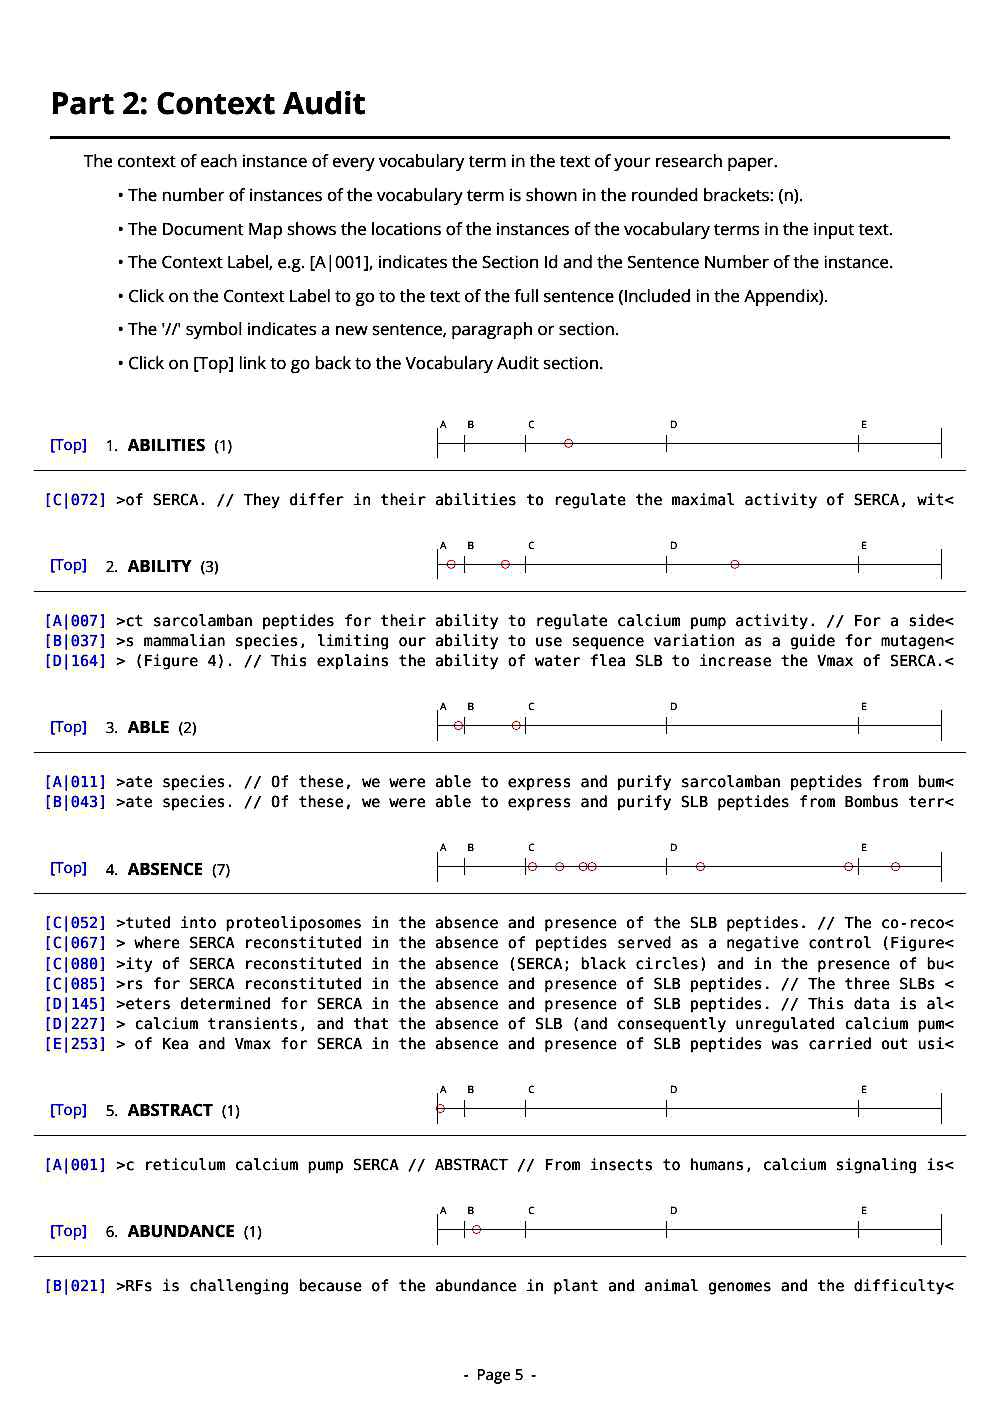 Part 2: Context Audit
The context of each instance of every vocabulary term in the text of your research paper.
• The number of instances of the vocabulary term is shown in the rounded brackets: (n).
• The Document Map shows the locations of the instances of the vocabulary terms in the input text.
• The Context Label, e.g. [A|001], indicates the Section Id and the Sentence Number of the instance.
• Click on the Context Label to go to the text of the full sentence (Included in the Appendix).
• The '//' symbol indicates a new sentence, paragraph or section.
• Click on [Top] link to go back to the Vocabulary Audit section.
A B C D E
[Top] 1. ABILITIES (1)
[C|072] >of SERCA. // They differ in their abilities to regulate the maximal activity of SERCA, wit<
A B C D E
[Top] 2. ABILITY (3)
[A|007] >ct sarcolamban peptides for their ability to regulate calcium pump activity. // For a side<
[B|037] >s mammalian species, limiting our ability to use sequence variation as a guide for mutagen<
[D|164] > (Figure 4). // This explains the ability of water flea SLB to increase the Vmax of SERCA.<
A B C D E
[Top] 3. ABLE (2)
[A|011] >ate species. // Of these, we were able to express and purify sarcolamban peptides from bum<
[B|043] >ate species. // Of these, we were able to express and purify SLB peptides from Bombus terr<
A B C D E
[Top] 4. ABSENCE (7)
[C|052] >tuted into proteoliposomes in the absence and presence of the SLB peptides. // The co-reco<
[C|067] > where SERCA reconstituted in the absence of peptides served as a negative control (Figure<
[C|080] >ity of SERCA reconstituted in the absence (SERCA; black circles) and in the presence of bu<
[C|085] >rs for SERCA reconstituted in the absence and presence of SLB peptides. // The three SLBs <
[D|145] >eters determined for SERCA in the absence and presence of SLB peptides. // This data is al<
[D|227] > calcium transients, and that the absence of SLB (and consequently unregulated calcium pum<
[E|253] > of Kea and Vmax for SERCA in the absence and presence of SLB peptides was carried out usi<
A B C D E
[Top] 5. ABSTRACT (1)
[A|001] >c reticulum calcium pump SERCA // ABSTRACT // From insects to humans, calcium signaling is<
A B C D E
[Top] 6. ABUNDANCE (1)
[B|021] >RFs is challenging because of the abundance in plant and animal genomes and the difficulty<
- Page 5 -